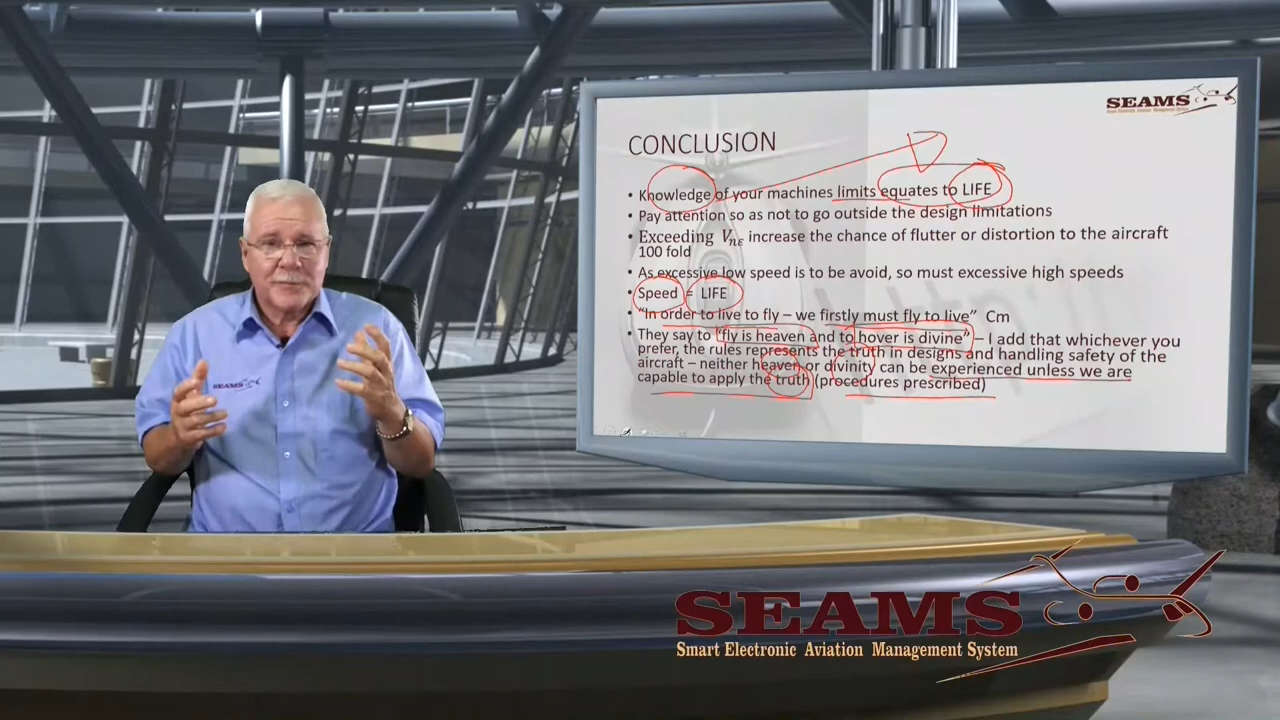 SEAMS
CONCLUSION
• Knowledge of your machines limits equates to LIFE
• Pay attention so as not to go outside the design limitations
• Exceeding Vne increase the chance of flutter or distortion to the aircraft
100 fold
• As excessive low speed is to be avoid, so must excessive high speeds
• Speed = LIFE
• “In order to live to fly – we firstly must fly to live” Cm
• They say to “fly is heaven and to hover is divine” – I add that whichever you
prefer, the rules represents the truth in designs and handling safety of the
aircraft – neither heaven or divinity can be experienced unless we are
capable to apply the truth (procedures prescribed)
SEAMS
SEAMS
Smart Electronic Aviation Management System